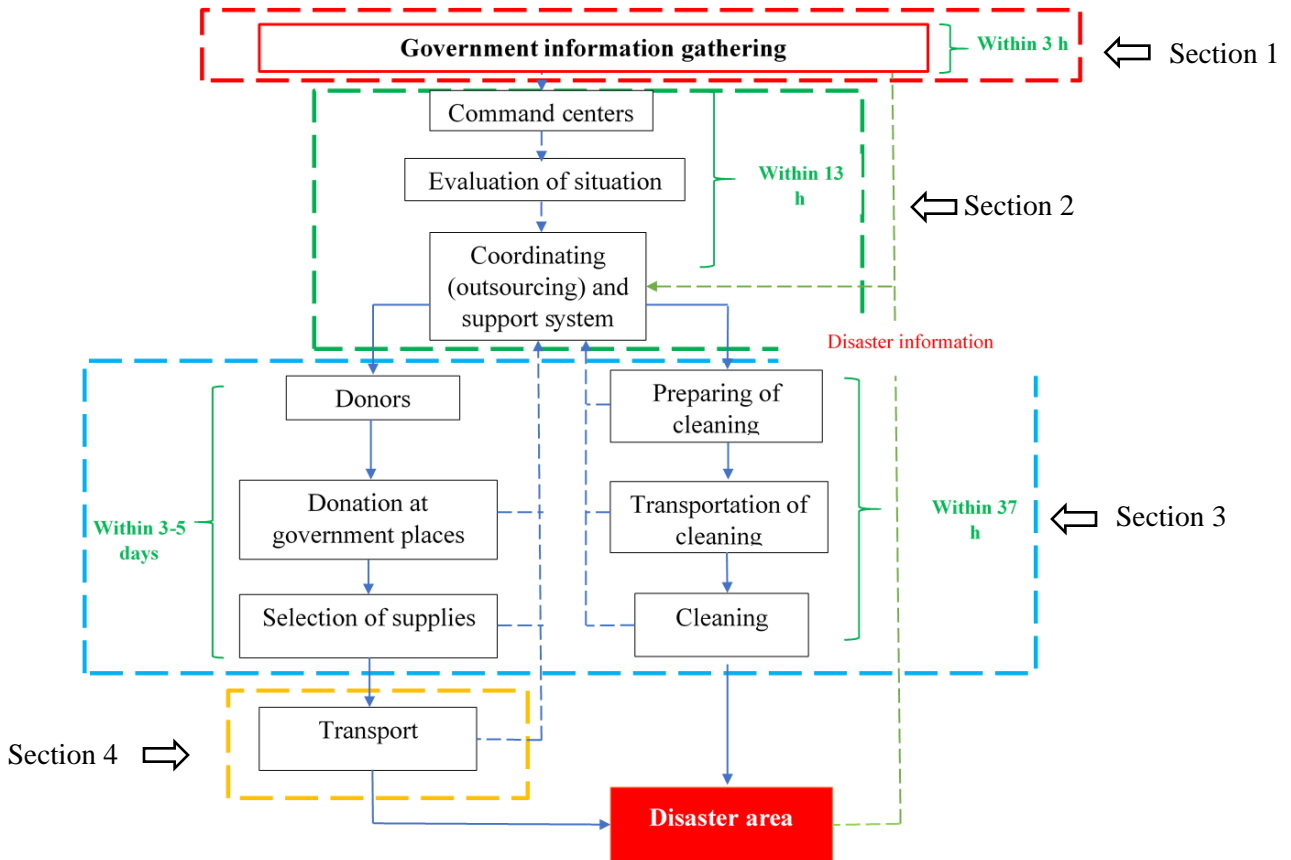 Government information gathering
Within 3 h
Section 1
Command centers
Evaluation of situation
Within 13
h
Section 2
Coordinating
(outsourcing) and
support system
Disaster information
Donors
Preparing of
cleaning
Donation at
government places
Transportation of
cleaning
Within 3-5
days
Within 37
h
Section 3
Selection of supplies
Cleaning
Transport
Section 4
Disaster area